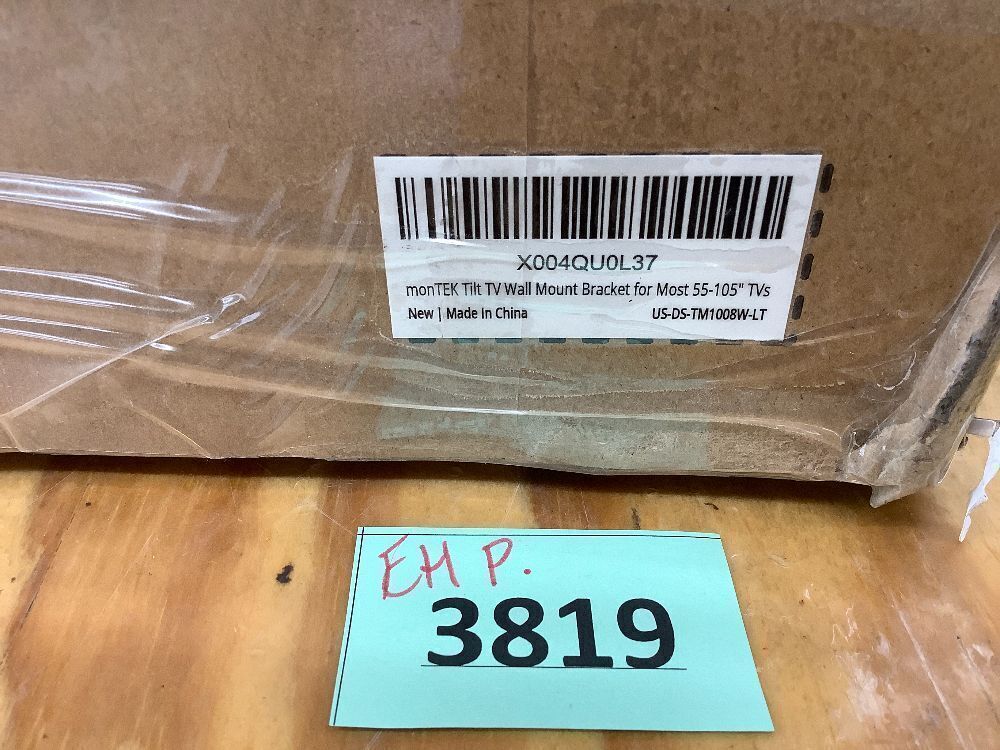 X004QU0L37
monTEK Tilt TV Wall Mount Bracket for Most 55-105" TVs
New | Made in China US-DS-TM1008W-LT
EH P.
3819